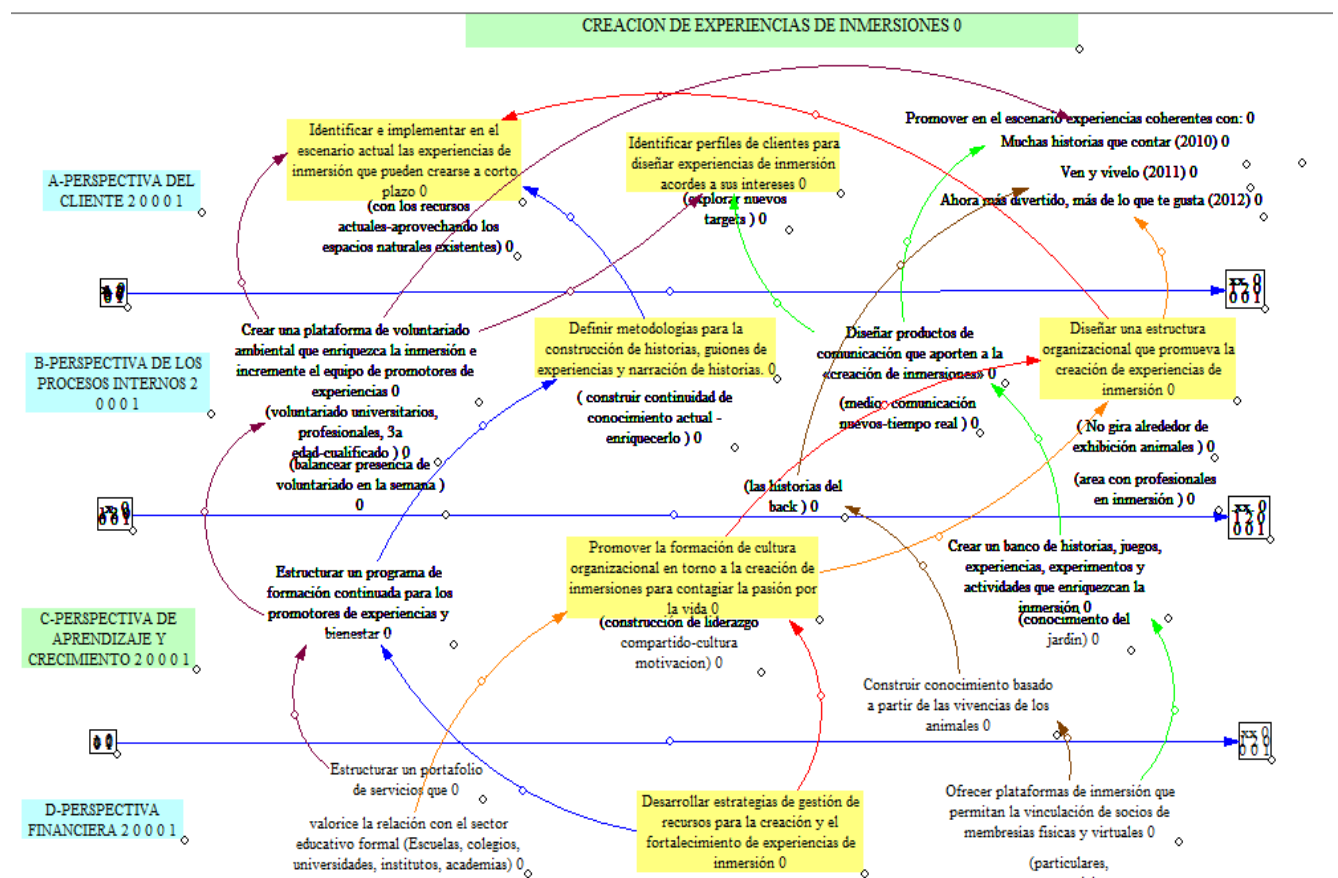 CREACION DE EXPERIENCIAS DE INMERSIONES 0
A-PERSPECTIVA DEL
CLIENTE 2 0 0 0 1
Identificar e implementar en el
escenario actual las experiencias de
inmersión que pueden crearse a corto
plazo 0
(con los recursos
actuales-aprovechando los
espacios naturales existentes) 0
Identificar perfiles de clientes para
diseñar experiencias de inmersión
acordes a sus intereses 0
(explorar nuevos
targets ) 0
Promover en el escenario experiencias coherentes con: 0
Muchas historias que contar (2010) 0
Ven y vívelo (2011) 0
Ahora más divertido, más de lo que te gusta (2012) 0
B-PERSPECTIVA DE LOS
PROCESOS INTERNOS 2
0 0 0 1
Crear una plataforma de voluntariado
ambiental que enriquezca la inmersión e
incremente el equipo de promotores de
experiencias 0
(voluntariado universitarios,
profesionales, 3a
edad-cualificado ) 0
(balancear presencia de
voluntariado en la semana )
0
Definir metodologías para la
construcción de historias, guiones de
experiencias y narración de historias. 0
( construir continuidad de
conocimiento actual -
enriquecerlo ) 0
Diseñar productos de
comunicación que aporten a la
«creación de inmersiones» 0
(medio comunicación
nuevos-tiempo real ) 0
(las historias del
back ) 0
Diseñar una estructura
organizacional que promueva la
creación de experiencias de
inmersión 0
( No gira alrededor de
exhibición animales ) 0
(area con profesionales
en inmersión ) 0
C-PERSPECTIVA DE
APRENDIZAJE Y
CRECIMIENTO 2 0 0 0 1
Estructurar un programa de
formación continuada para los
promotores de experiencias y
bienestar 0
Promover la formación de cultura
organizacional en torno a la creación de
inmersiones para contagiar la pasión por
la vida 0
(construcción de liderazgo
compartido-cultura
motivacion) 0
Crear un banco de historias, juegos,
experiencias, experimentos y
actividades que enriquezcan la
inmersión 0
(conocimiento del
jardín) 0
Construir conocimiento basado
a partir de las vivencias de los
animales 0
D-PERSPECTIVA
FINANCIERA 2 0 0 0 1
Estructurar un portafolio
de servicios que 0
valorice la relación con el sector
educativo formal (Escuelas, colegios,
universidades, institutos, academias) 0
Desarrollar estrategias de gestión de
recursos para la creación y el
fortalecimiento de experiencias de
inmersión 0
Ofrecer plataformas de inmersión que
permitan la vinculación de socios de
membresias físicas y virtuales 0
(particulares,